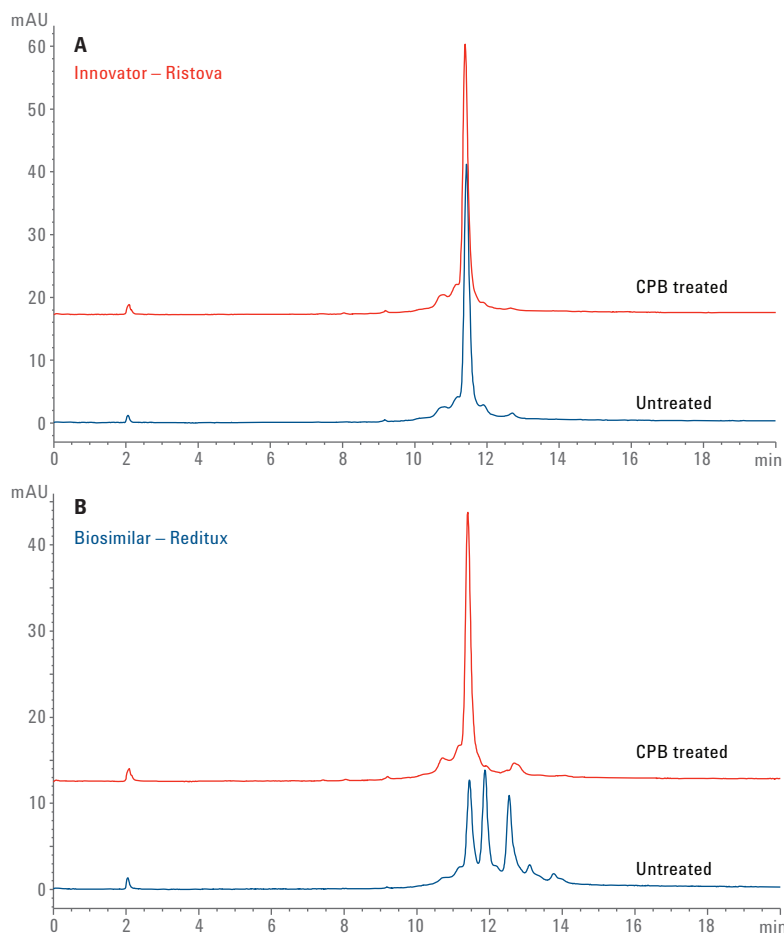 mAU
A
60
Innovator – Ristova
50
40
30
CPB treated
20
10
Untreated
0
0 2 4 6 8 10 12 14 16 18 min
mAU
B
Biosimilar – Reditux
40
30
20
CPB treated
10
Untreated
0
0 2 4 6 8 10 12 14 16 18 min